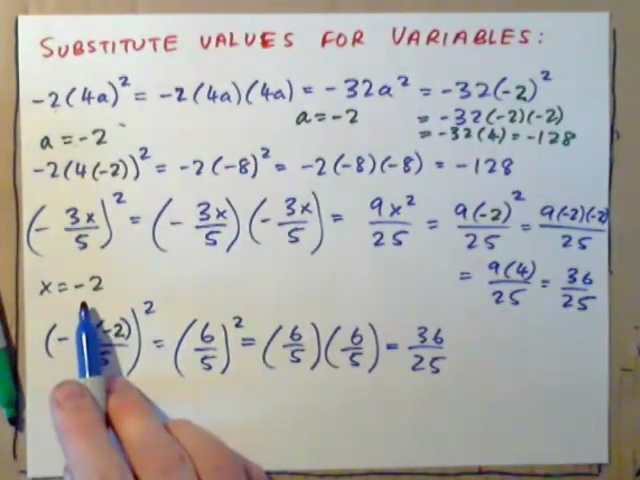 SUBSTITUTE VALUES FOR VARIABLES:
-2(4a)² = -2(4a)(4a) = -32a² = -32(-2)²
a = -2 = -32(-2)(-2)
a = -2 = -32(4) = -128
-2(4(-2))² = -2(-8)² = -2(-8)(-8) = -128
(-3x/5)² = (-3x/5)(-3x/5) = 9x²/25 = 9(-2)²/25 = 9(-2)(-2)/25
= 9(4)/25 = 36/25
x = -2
(- (-2)/5)² = (6/5)² = (6/5)(6/5) = 36/25